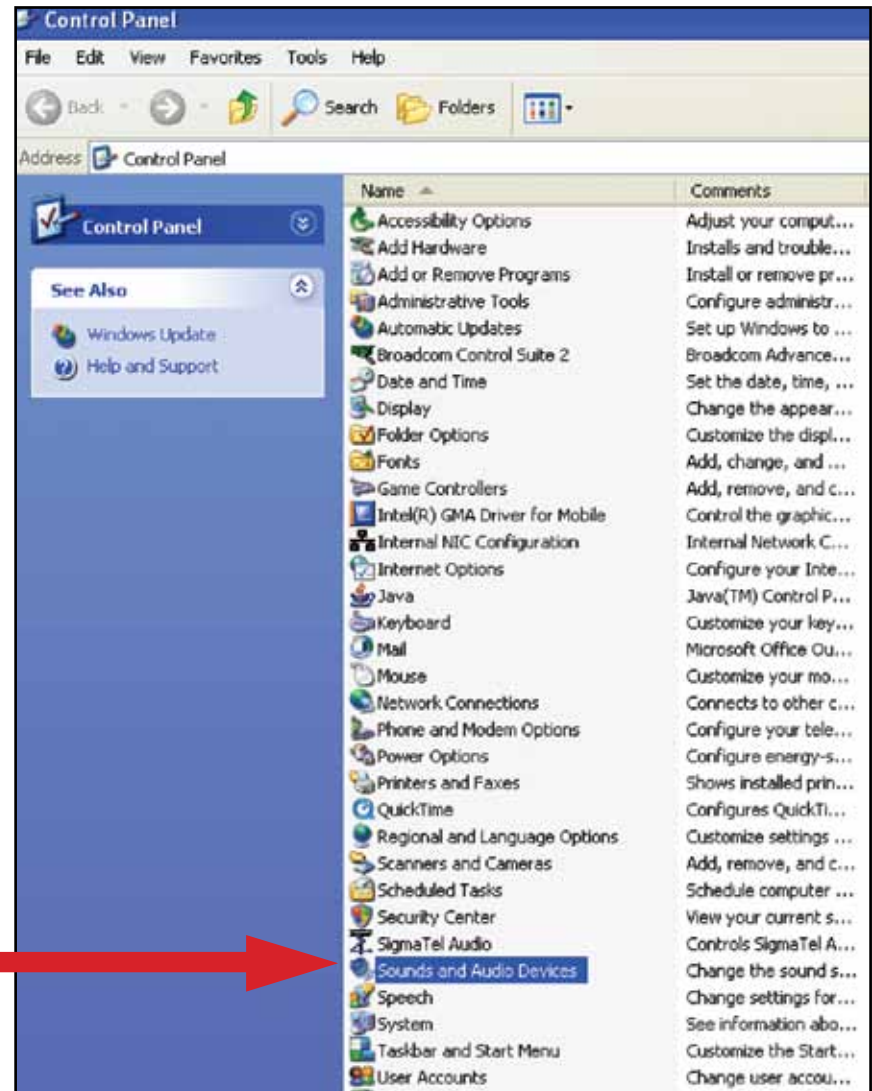 Control Panel
File Edit View Favorites Tools Help
Back Search Folders
Address Control Panel
Control Panel
See Also
Windows Update
Help and Support
Name Comments
Accessibility Options Adjust your comput...
Add Hardware Installs and trouble...
Add or Remove Programs Install or remove pr...
Administrative Tools Configure administr...
Automatic Updates Set up Windows to ...
Broadcom Control Suite 2 Broadcom Advance...
Date and Time Set the date, time, ...
Display Change the appear...
Folder Options Customize the displ...
Fonts Add, change, and ...
Game Controllers Add, remove, and c...
Intel(R) GMA Driver for Mobile Control the graphic...
Internal NIC Configuration Internal Network C...
Internet Options Configure your Inte...
Java Java(TM) Control P...
Keyboard Customize your key...
Mail Microsoft Office Ou...
Mouse Customize your mo...
Network Connections Connects to other c...
Phone and Modem Options Configure your tele...
Power Options Configure energy-s...
Printers and Faxes Shows installed prin...
QuickTime Configures QuickTi...
Regional and Language Options Customize settings ...
Scanners and Cameras Add, remove, and c...
Scheduled Tasks Schedule computer ...
Security Center View your current s...
SigmaTel Audio Controls SigmaTel A...
Sounds and Audio Devices Change the sound s...
Speech Change settings for...
System See information abo...
Taskbar and Start Menu Customize the Start...
User Accounts Change user accou...